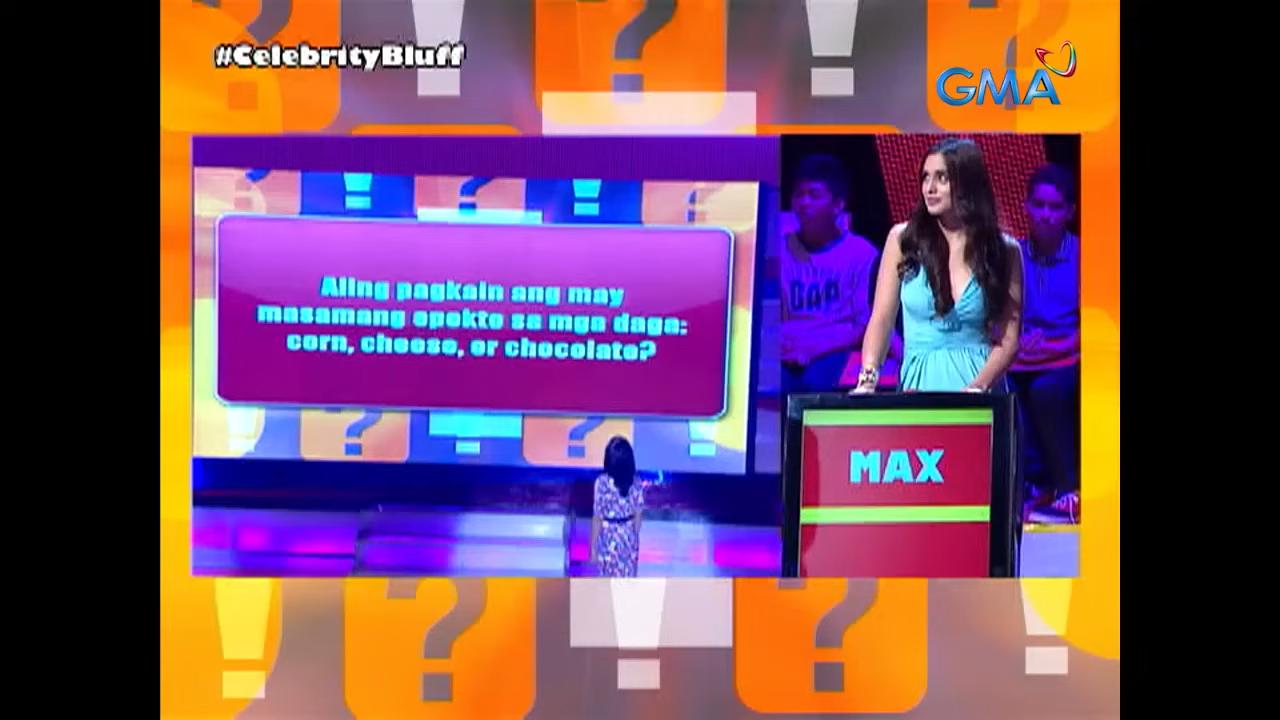 #CelebrityBluff
GMA
Aling pagkain ang may
masamang epekto sa mga daga:
corn, cheese, or chocolate?
MAX